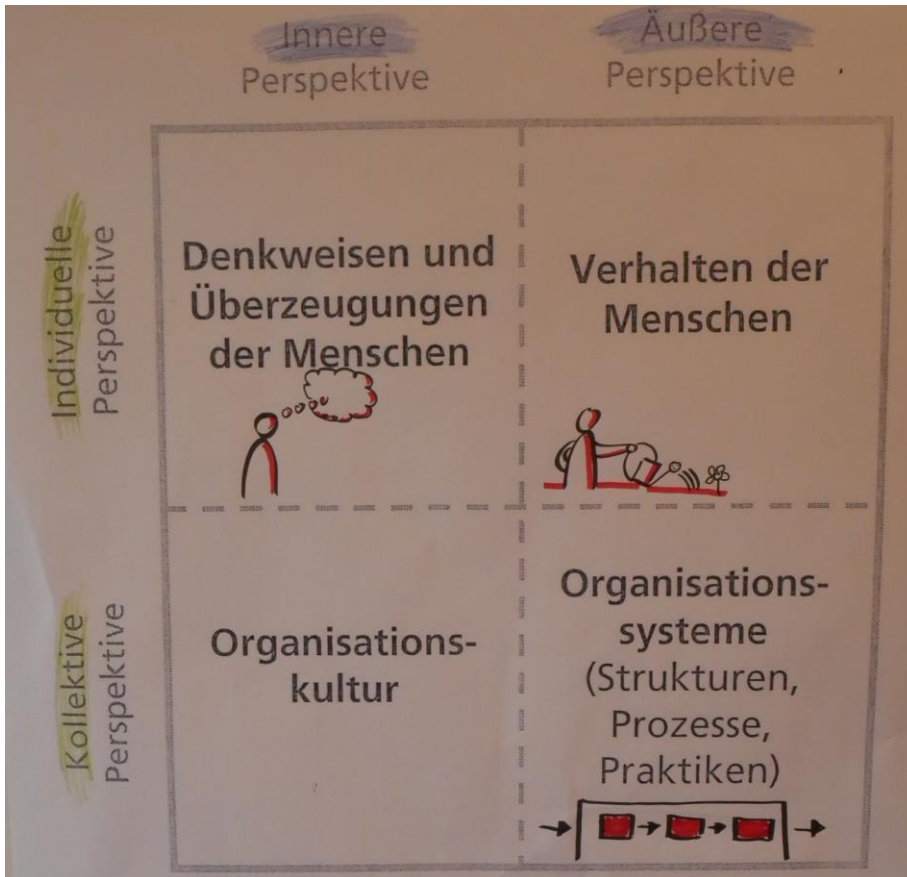 Innere
Perspektive
Äußere
Perspektive
Individuelle
Perspektive
Denkweisen und
Überzeugungen
der Menschen
Verhalten der
Menschen
Kollektive
Perspektive
Organisations-
kultur
Organisations-
systeme
(Strukturen,
Prozesse,
Praktiken)